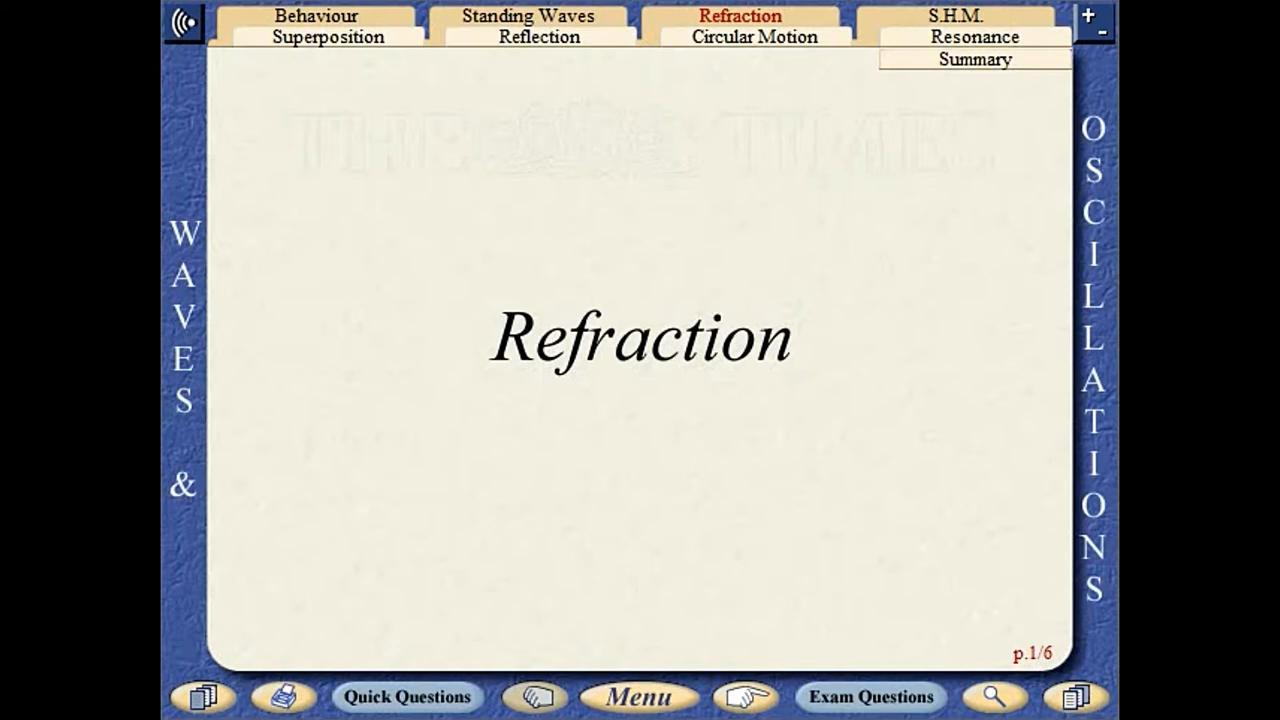 Behaviour
Standing Waves
Refraction
S.H.M.
Superposition
Reflection
Circular Motion
Resonance
Summary
WAVES &
OSCILLATIONS
Refraction
p.1/6
Quick Questions
Menu
Exam Questions